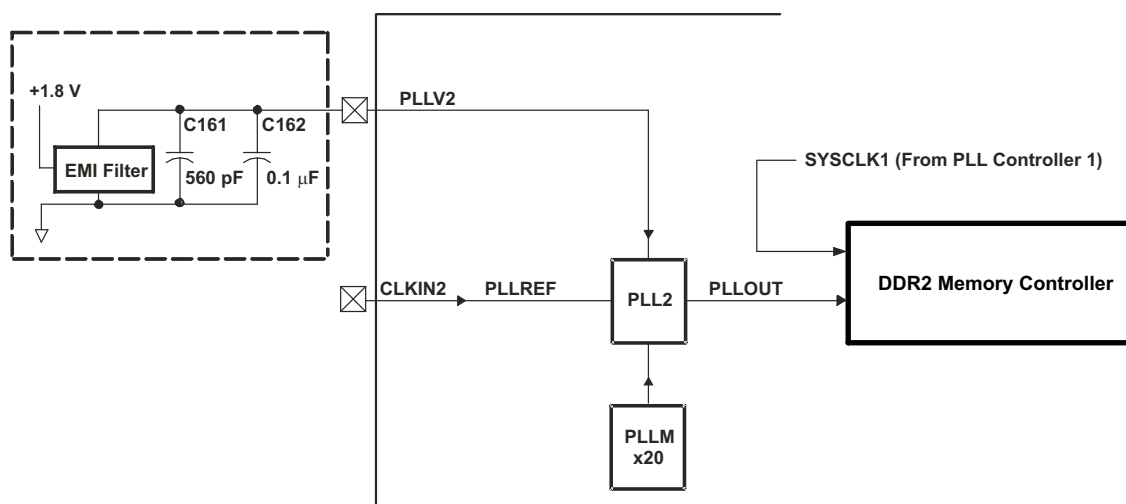 +1.8 V
C161
C162
EMI Filter
560 pF
0.1 μF
PLLV2
SYSCLK1 (From PLL Controller 1)
CLKIN2
PLLREF
PLL2
PLLOUT
DDR2 Memory Controller
PLLM
x20